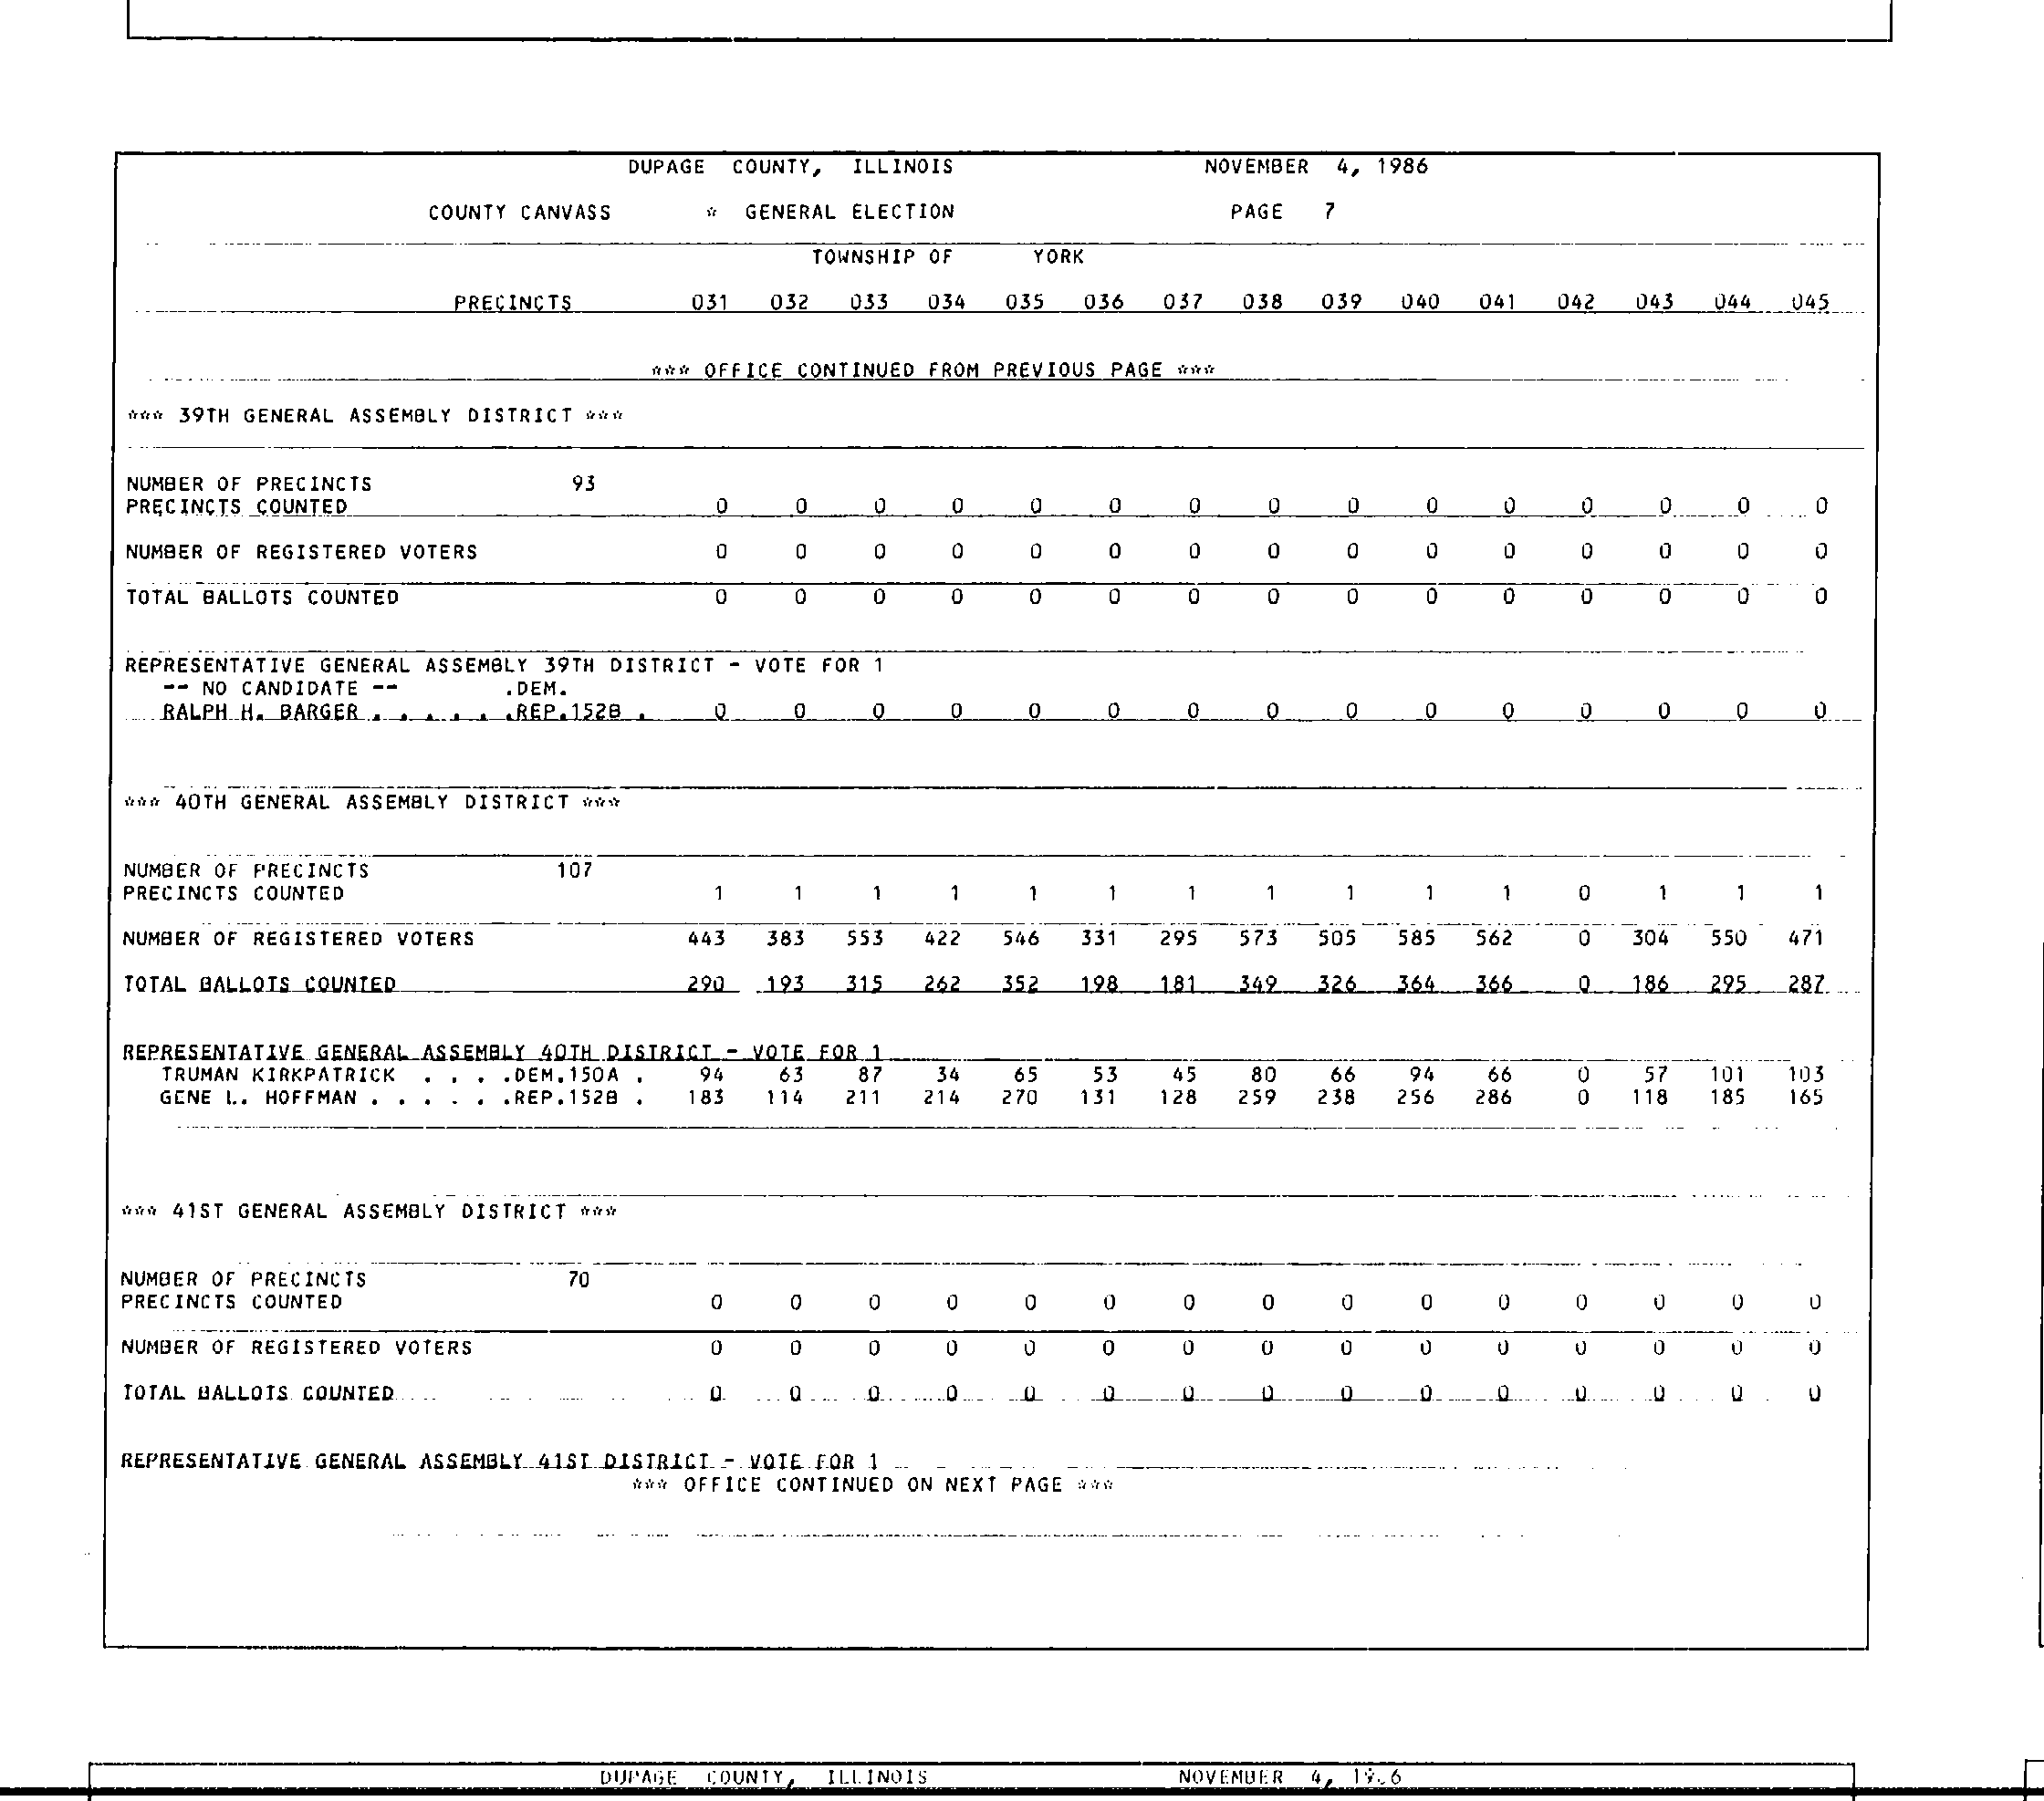 DUPAGE COUNTY, ILLINOIS NOVEMBER 4, 1986
COUNTY CANVASS * GENERAL ELECTION PAGE 7
TOWNSHIP OF YORK
PRECINCTS 031 032 033 034 035 036 037 038 039 040 041 042 043 044 045
*** OFFICE CONTINUED FROM PREVIOUS PAGE ***
*** 39TH GENERAL ASSEMBLY DISTRICT ***
NUMBER OF PRECINCTS 93
PRECINCTS COUNTED 0 0 0 0 0 0 0 0 0 0 0 0 0 0 0
NUMBER OF REGISTERED VOTERS 0 0 0 0 0 0 0 0 0 0 0 0 0 0 0
TOTAL BALLOTS COUNTED 0 0 0 0 0 0 0 0 0 0 0 0 0 0 0
REPRESENTATIVE GENERAL ASSEMBLY 39TH DISTRICT - VOTE FOR 1
-- NO CANDIDATE -- .DEM.
RALPH H. BARGER . . . . . .REP.152B . 0 0 0 0 0 0 0 0 0 0 0 0 0 0 0
*** 40TH GENERAL ASSEMBLY DISTRICT ***
NUMBER OF PRECINCTS 107
PRECINCTS COUNTED 1 1 1 1 1 1 1 1 1 1 1 0 1 1 1
NUMBER OF REGISTERED VOTERS 443 383 553 422 546 331 295 573 505 585 562 0 304 550 471
TOTAL BALLOTS COUNTED 290 193 315 262 352 198 181 349 326 364 366 0 186 295 287
REPRESENTATIVE GENERAL ASSEMBLY 40TH DISTRICT - VOTE FOR 1
TRUMAN KIRKPATRICK . . . .DEM.150A . 94 63 87 34 65 53 45 80 66 94 66 0 57 101 103
GENE L. HOFFMAN . . . . . .REP.152B . 183 114 211 214 270 131 128 259 238 256 286 0 118 185 165
*** 41ST GENERAL ASSEMBLY DISTRICT ***
NUMBER OF PRECINCTS 70
PRECINCTS COUNTED 0 0 0 0 0 0 0 0 0 0 0 0 0 0 0
NUMBER OF REGISTERED VOTERS 0 0 0 0 0 0 0 0 0 0 0 0 0 0 0
TOTAL BALLOTS COUNTED 0 0 0 0 0 0 0 0 0 0 0 0 0 0 0
REPRESENTATIVE GENERAL ASSEMBLY 41ST DISTRICT - VOTE FOR 1
*** OFFICE CONTINUED ON NEXT PAGE ***
DUPAGE COUNTY, ILLINOIS NOVEMBER 4,